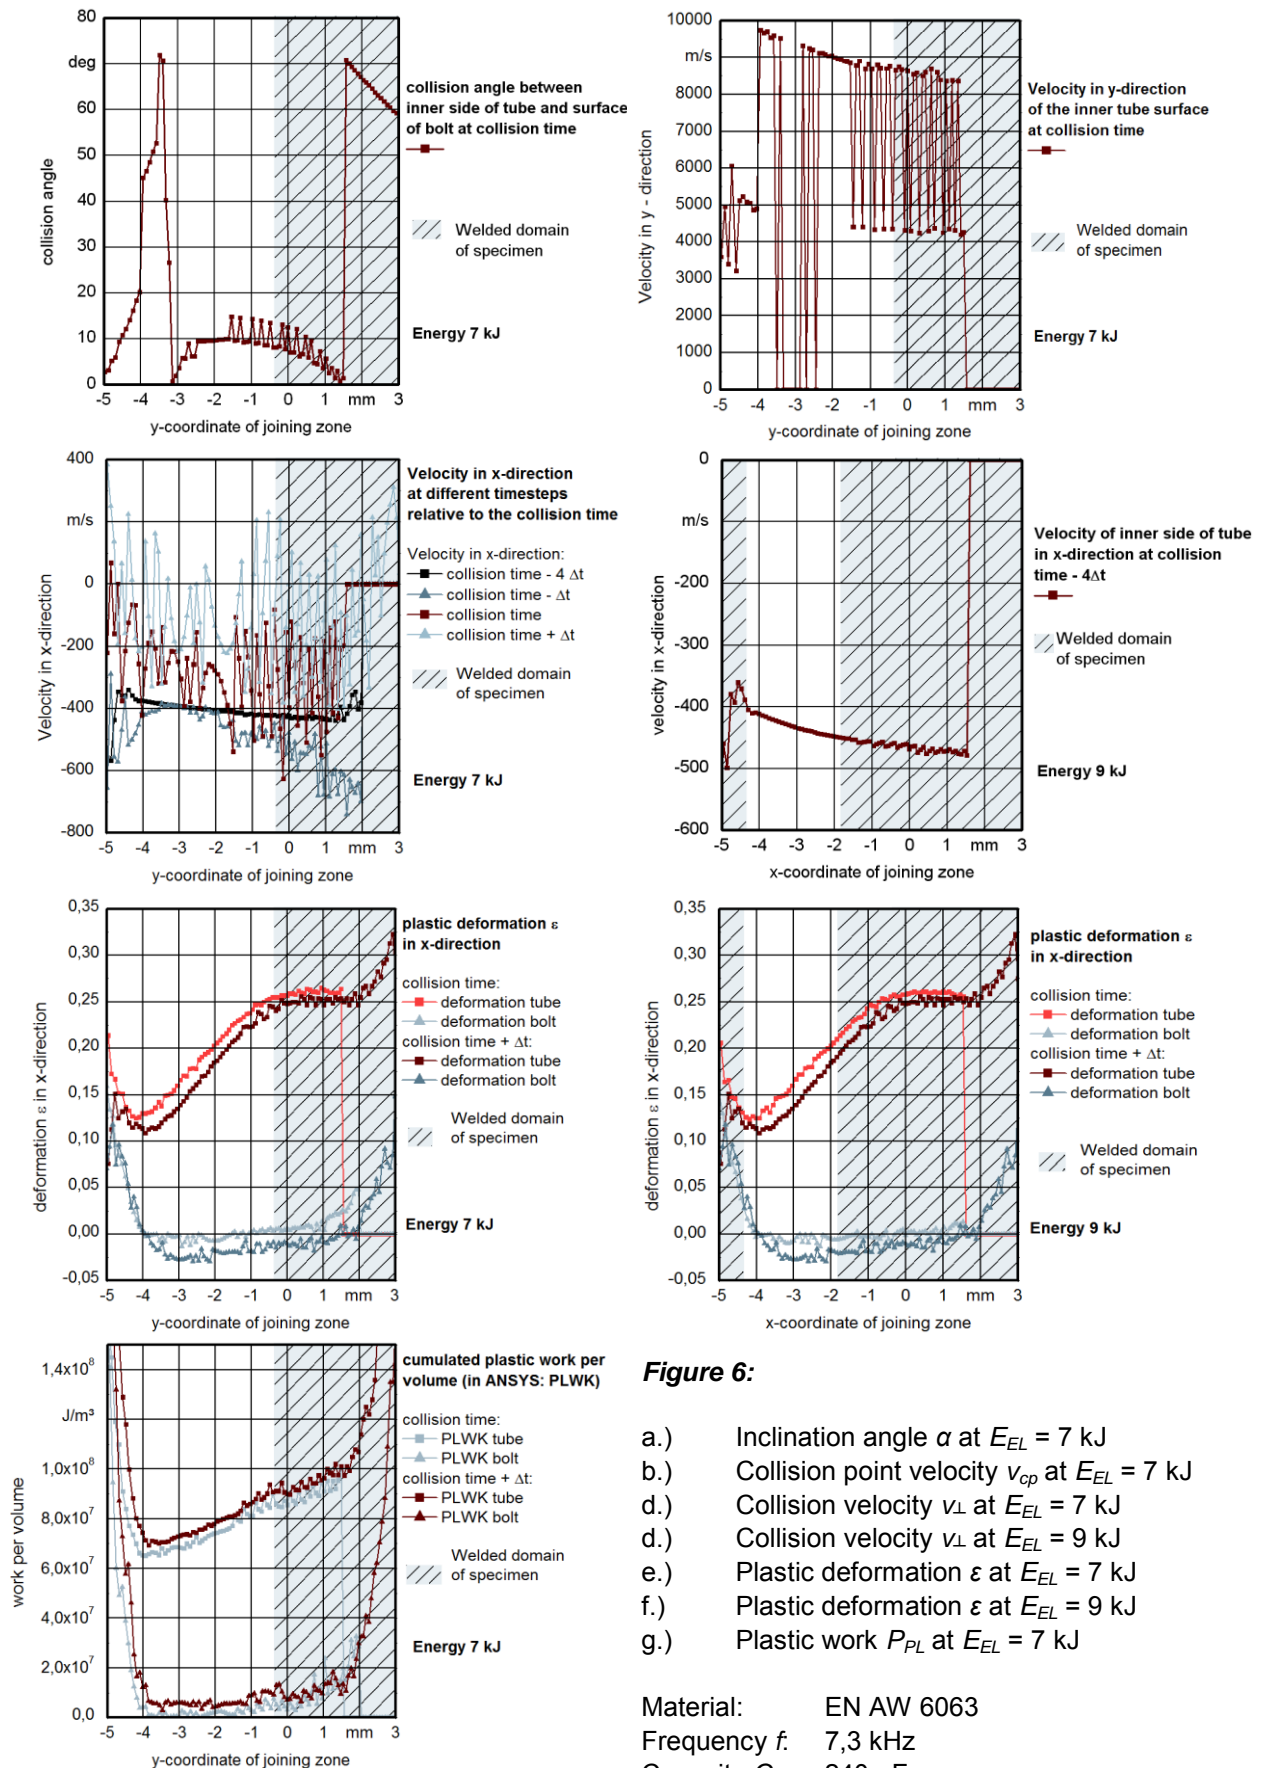 80
deg
60
50
40
30
20
10
0
-5 -4 -3 -2 -1 0 1 mm 3
collision angle
y-coordinate of joining zone
collision angle between
inner side of tube and surface
of bolt at collision time
Welded domain
of specimen
Energy 7 kJ
10000
m/s
8000
7000
6000
5000
4000
3000
2000
1000
0
-5 -4 -3 -2 -1 0 1 mm 3
Velocity in y - direction
y-coordinate of joining zone
Velocity in y-direction
of the inner tube surface
at collision time
Welded domain
of specimen
Energy 7 kJ
400
m/s
0
-200
-400
-600
-800
-5 -4 -3 -2 -1 0 1 mm 3
Velocity in x-direction
y-coordinate of joining zone
Velocity in x-direction
at different timesteps
relative to the collision time
Velocity in x-direction:
collision time - 4 Δt
collision time - Δt
collision time
collision time + Δt
Welded domain
of specimen
Energy 7 kJ
0
m/s
-200
-300
-400
-500
-600
-5 -4 -3 -2 -1 0 1 mm 3
velocity in x-direction
x-coordinate of joining zone
Velocity of inner side of tube
in x-direction at collision
time - 4Δt
Welded domain
of specimen
Energy 9 kJ
0,35
0,30
0,25
0,20
0,15
0,10
0,05
0,00
-0,05
-5 -4 -3 -2 -1 0 1 mm 3
deformation ε in x-direction
y-coordinate of joining zone
plastic deformation ε
in x-direction
collision time:
deformation tube
deformation bolt
collision time + Δt:
deformation tube
deformation bolt
Welded domain
of specimen
Energy 7 kJ
0,35
0,30
0,25
0,20
0,15
0,10
0,05
0,00
-0,05
-5 -4 -3 -2 -1 0 1 mm 3
deformation ε in x-direction
x-coordinate of joining zone
plastic deformation ε
in x-direction
collision time:
deformation tube
deformation bolt
collision time + Δt:
deformation tube
deformation bolt
Welded domain
of specimen
Energy 9 kJ
1,4x10⁸
J/m³
1,0x10⁸
8,0x10⁷
6,0x10⁷
4,0x10⁷
2,0x10⁷
0,0
-5 -4 -3 -2 -1 0 1 mm 3
work per volume
y-coordinate of joining zone
cumulated plastic work per
volume (in ANSYS: PLWK)
collision time:
PLWK tube
PLWK bolt
collision time + Δt:
PLWK tube
PLWK bolt
Welded domain
of specimen
Energy 7 kJ
Figure 6:
a.) Inclination angle α at E_EL = 7 kJ
b.) Collision point velocity v_cp at E_EL = 7 kJ
d.) Collision velocity v⊥ at E_EL = 7 kJ
d.) Collision velocity v⊥ at E_EL = 9 kJ
e.) Plastic deformation ε at E_EL = 7 kJ
f.) Plastic deformation ε at E_EL = 9 kJ
g.) Plastic work P_PL at E_EL = 7 kJ
Material: EN AW 6063
Frequency f: 7,3 kHz